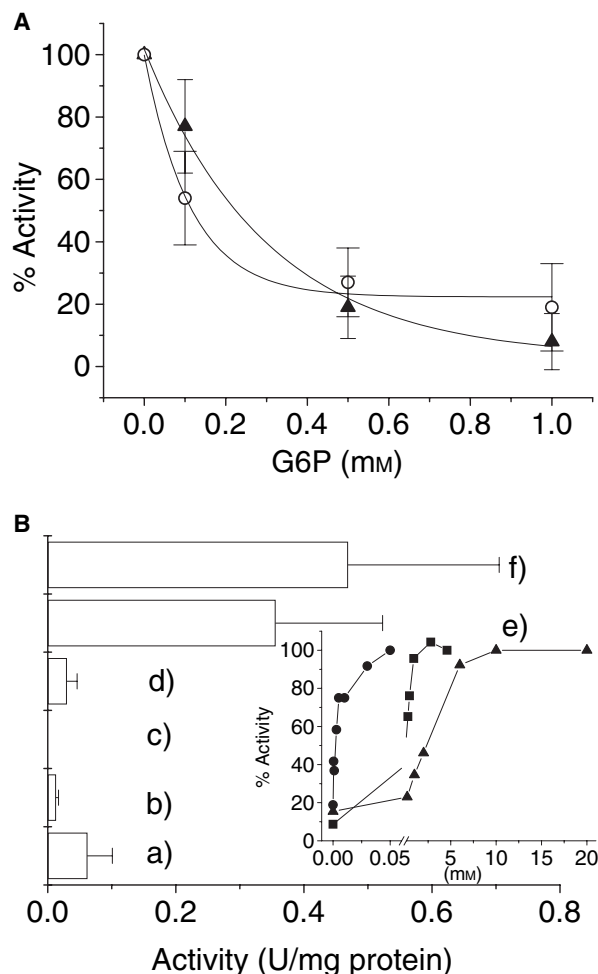 A
100
80
60
40
20
0
% Activity
0.0 0.2 0.4 0.6 0.8 1.0
G6P (mM)
B
f)
e)
d)
c)
b)
a)
100
80
60
40
20
0
% Activity
0.00 0.05 5 10 15 20
(mM)
0.0 0.2 0.4 0.6 0.8
Activity (U/mg protein)